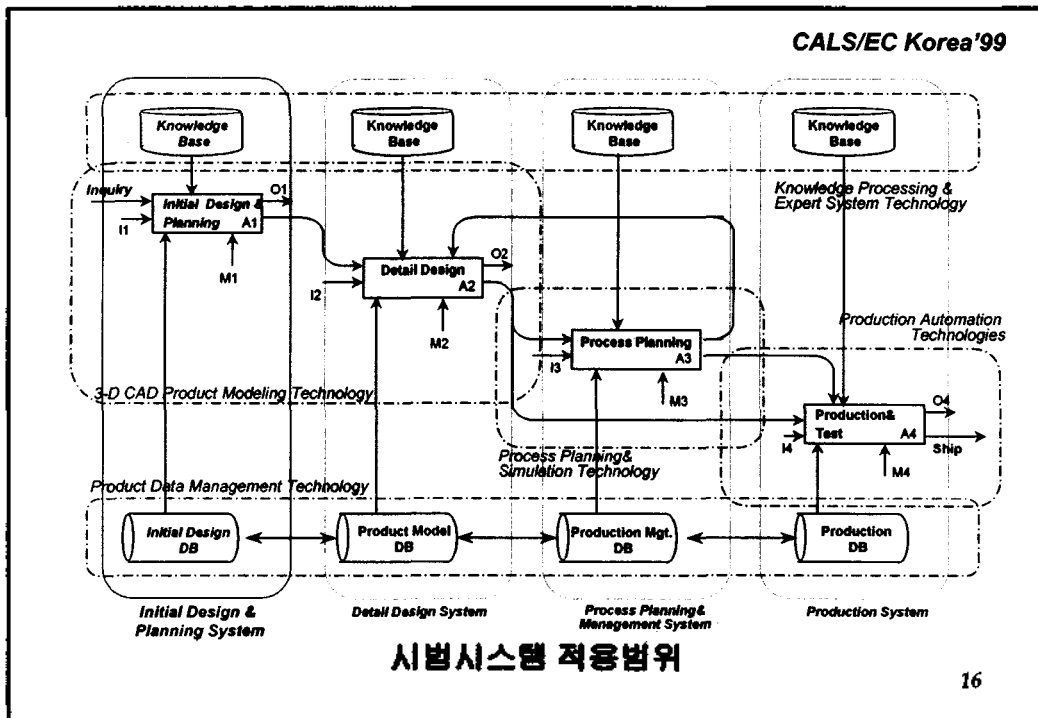 CALS/EC Korea'99
Knowledge
Base
Knowledge
Base
Knowledge
Base
Knowledge
Base
Knowledge Processing &
Expert System Technology
Inquiry
O1
Initial Design &
Planning
A1
I1
M1
O2
Detail Design
A2
I2
M2
Production Automation
Technologies
Process Planning
A3
I3
M3
3-D CAD Product Modeling Technology
O4
Production&
Test
A4
I4
Ship
M4
Process Planning&
Simulation Technology
Product Data Management Technology
Initial Design
DB
Product Model
DB
Production Mgt.
DB
Production
DB
Initial Design &
Planning System
Detail Design System
Process Planning&
Management System
Production System
시범시스템 적용범위
16